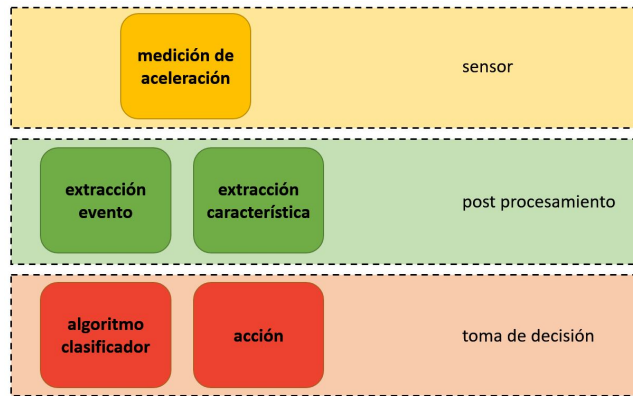 medición de
aceleración
sensor
extracción
evento
extracción
característica
post procesamiento
algoritmo
clasificador
acción
toma de decisión